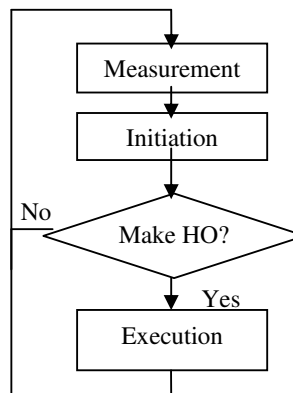 Measurement
Initiation
No
Make HO?
Yes
Execution